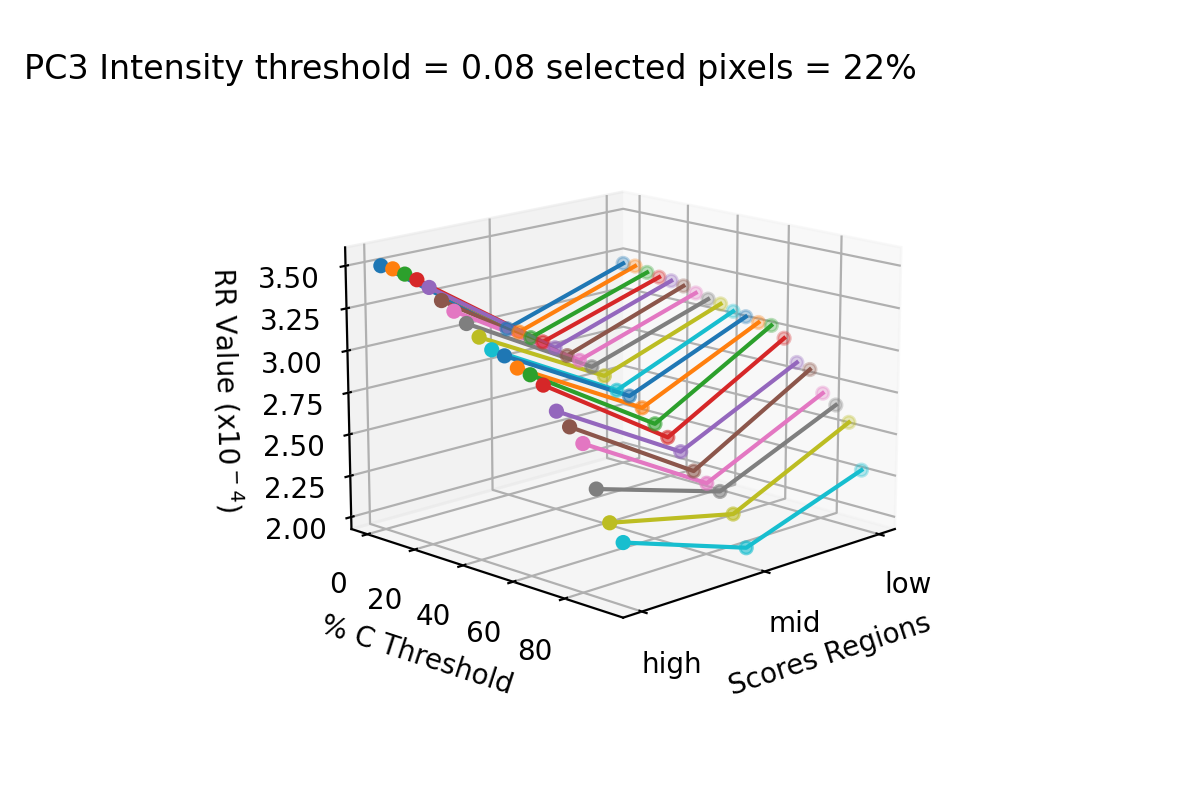 PC3 Intensity threshold = 0.08 selected pixels = 22%
RR Value (x10⁻⁴)
3.50
3.25
3.00
2.75
2.50
2.25
2.00
0
20
40
60
80
% C Threshold
high
mid
low
Scores Regions